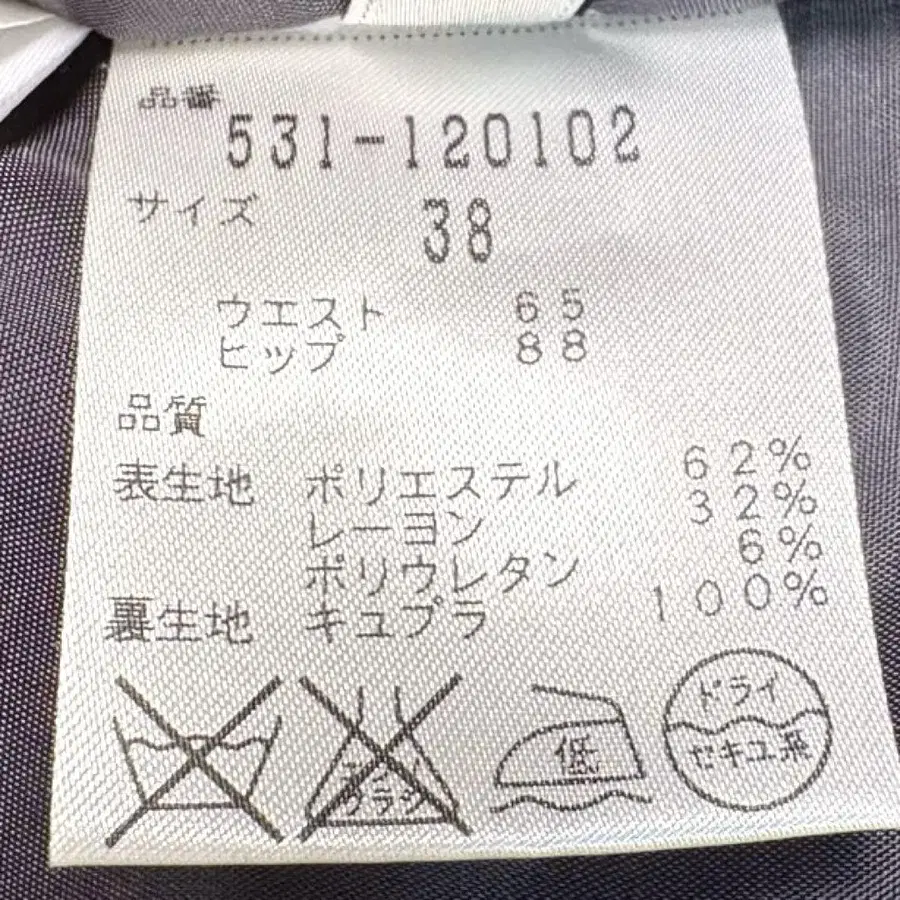 品番
531-120102
サイズ 38
ウエスト 65
ヒップ 88
品質
表生地 ポリエステル 62%
レーヨン 32%
ポリウレタン 6%
裏生地 キュプラ 100%
低
ドライ
セキユ系